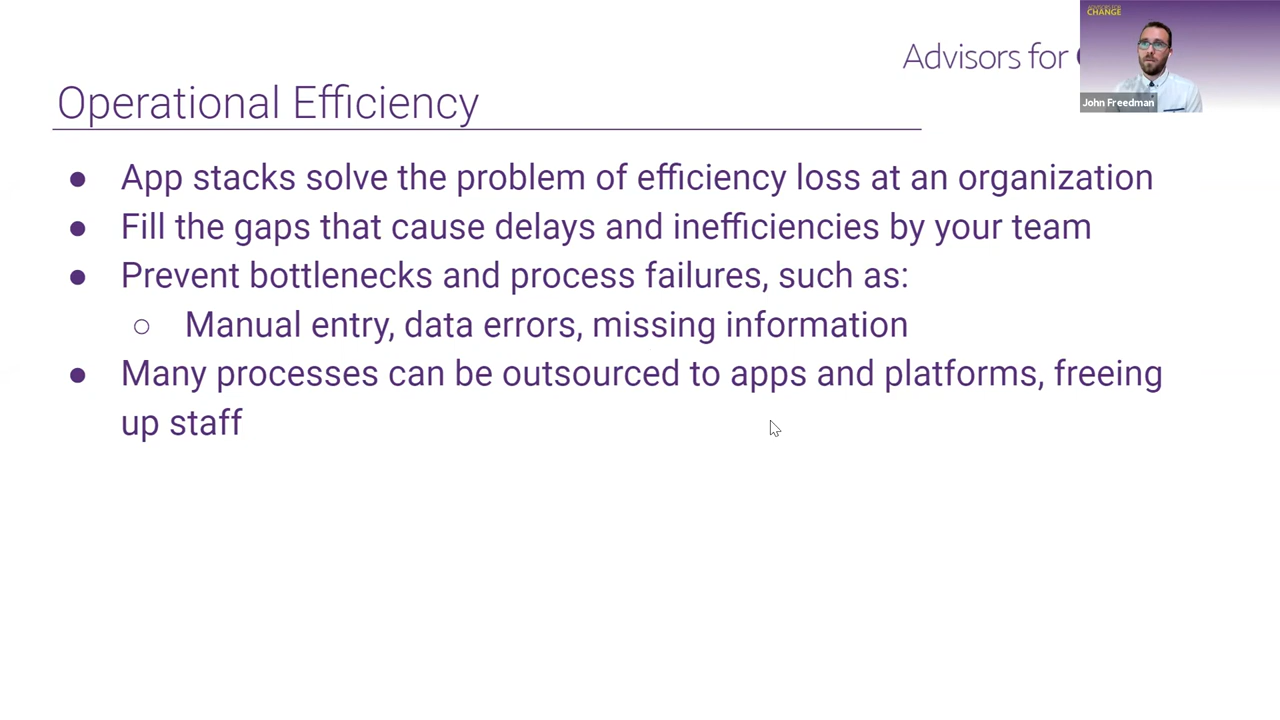 ADVISORS FOR
CHANGE
Advisors for
John Freedman
Operational Efficiency
● App stacks solve the problem of efficiency loss at an organization
● Fill the gaps that cause delays and inefficiencies by your team
● Prevent bottlenecks and process failures, such as:
○ Manual entry, data errors, missing information
● Many processes can be outsourced to apps and platforms, freeing
up staff